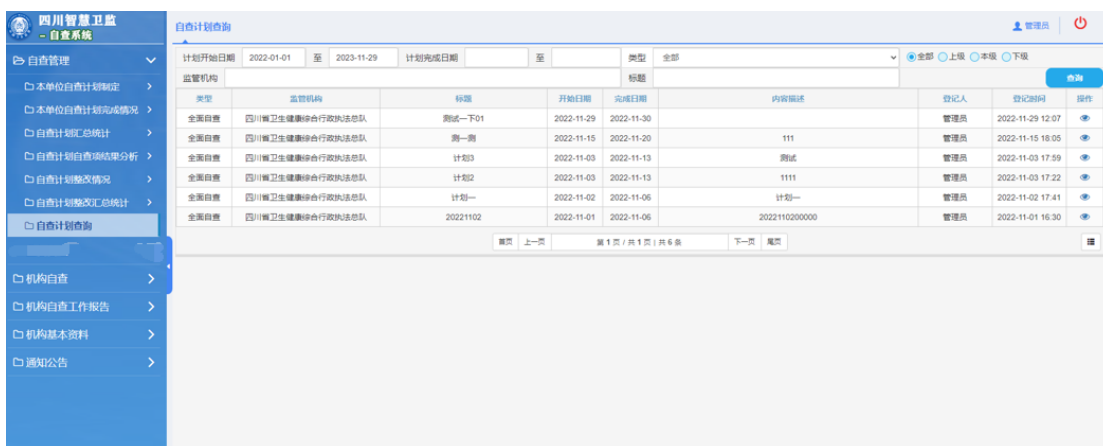 四川智慧卫监
- 自查系统
自查计划查询
管理员
自查管理
本单位自查计划制定
本单位自查计划完成情况
自查计划汇总统计
自查计划自查项结果分析
自查计划整改情况
自查计划整改汇总统计
自查计划查询
机构自查
机构自查工作报告
机构基本资料
通知公告
计划开始日期 2022-01-01 至 2023-11-29 计划完成日期 至 类型 全部 全部 上级 本级 下级
监管机构 标题 查询
类型 监管机构 标题 开始日期 完成日期 内容描述 登记人 登记时间 操作
全面自查 四川省卫生健康综合行政执法总队 测试一下01 2022-11-29 2022-11-30 管理员 2022-11-29 12:07
全面自查 四川省卫生健康综合行政执法总队 测一测 2022-11-15 2022-11-20 111 管理员 2022-11-15 18:05
全面自查 四川省卫生健康综合行政执法总队 计划3 2022-11-03 2022-11-13 测试 管理员 2022-11-03 17:59
全面自查 四川省卫生健康综合行政执法总队 计划2 2022-11-03 2022-11-13 1111 管理员 2022-11-03 17:22
全面自查 四川省卫生健康综合行政执法总队 计划一 2022-11-02 2022-11-06 计划一 管理员 2022-11-02 17:41
全面自查 四川省卫生健康综合行政执法总队 20221102 2022-11-01 2022-11-06 2022110200000 管理员 2022-11-01 16:30
首页 上一页 第 1 页 / 共 1 页 | 共 6 条 下一页 尾页